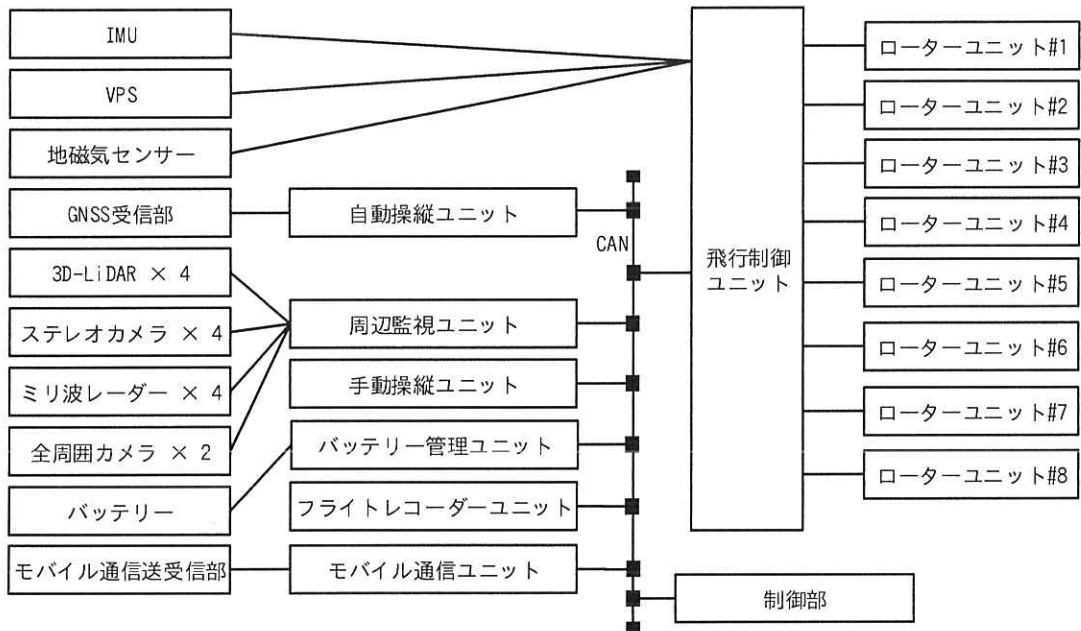 IMU
VPS
地磁気センサー
GNSS受信部
3D-LiDAR × 4
ステレオカメラ × 4
ミリ波レーダー × 4
全周囲カメラ × 2
バッテリー
モバイル通信送受信部
自動操縦ユニット
周辺監視ユニット
手動操縦ユニット
バッテリー管理ユニット
フライトレコーダーユニット
モバイル通信ユニット
CAN
飛行制御
ユニット
制御部
ローターユニット#1
ローターユニット#2
ローターユニット#3
ローターユニット#4
ローターユニット#5
ローターユニット#6
ローターユニット#7
ローターユニット#8